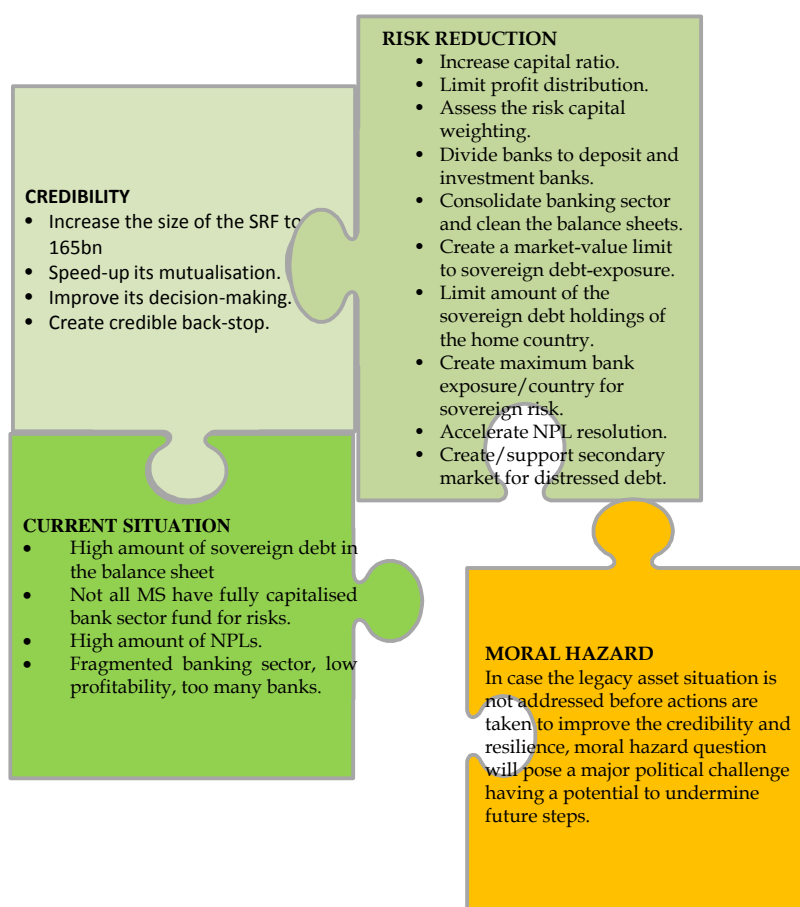 RISK REDUCTION
• Increase capital ratio.
• Limit profit distribution.
• Assess the risk capital
weighting.
• Divide banks to deposit and
investment banks.
• Consolidate banking sector
and clean the balance sheets.
• Create a market-value limit
to sovereign debt-exposure.
• Limit amount of the
sovereign debt holdings of
the home country.
• Create maximum bank
exposure/country for
sovereign risk.
• Accelerate NPL resolution.
• Create/support secondary
market for distressed debt.
CREDIBILITY
• Increase the size of the SRF to
165bn
• Speed-up its mutualisation.
• Improve its decision-making.
• Create credible back-stop.
CURRENT SITUATION
• High amount of sovereign debt in
the balance sheet
• Not all MS have fully capitalised
bank sector fund for risks.
• High amount of NPLs.
• Fragmented banking sector, low
profitability, too many banks.
MORAL HAZARD
In case the legacy asset situation is
not addressed before actions are
taken to improve the credibility and
resilience, moral hazard question
will pose a major political challenge
having a potential to undermine
future steps.